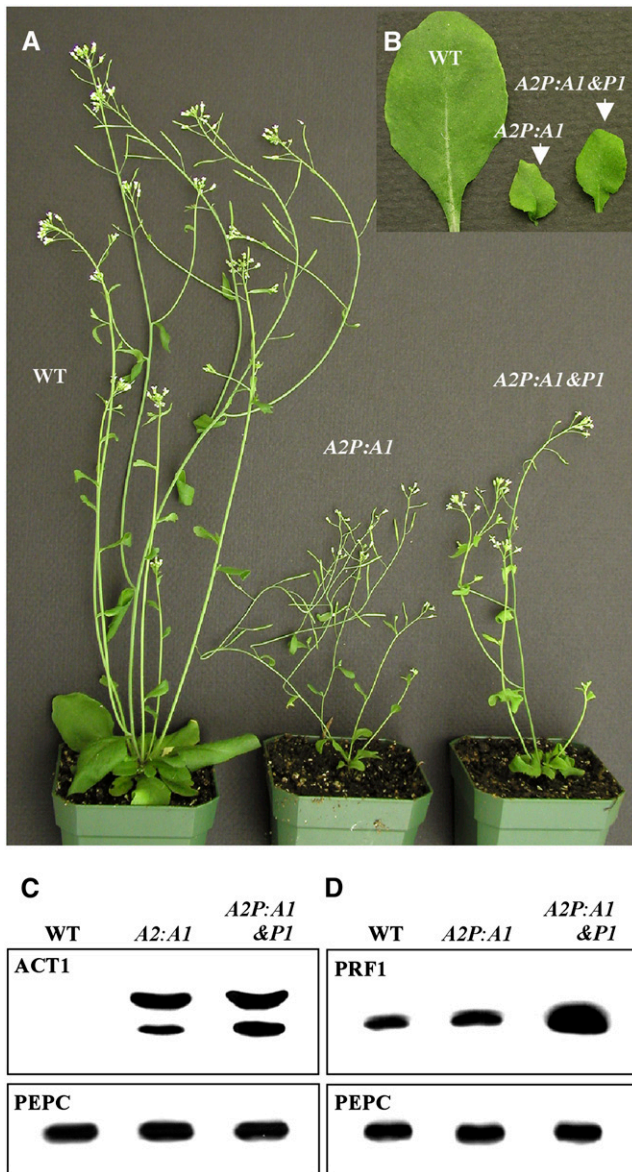 A
B
WT
A2P:A1&P1
A2P:A1
WT
A2P:A1&P1
A2P:A1
C
D
WT A2:A1 A2P:A1
&P1
WT A2P:A1 A2P:A1
&P1
ACT1
PRF1
PEPC
PEPC